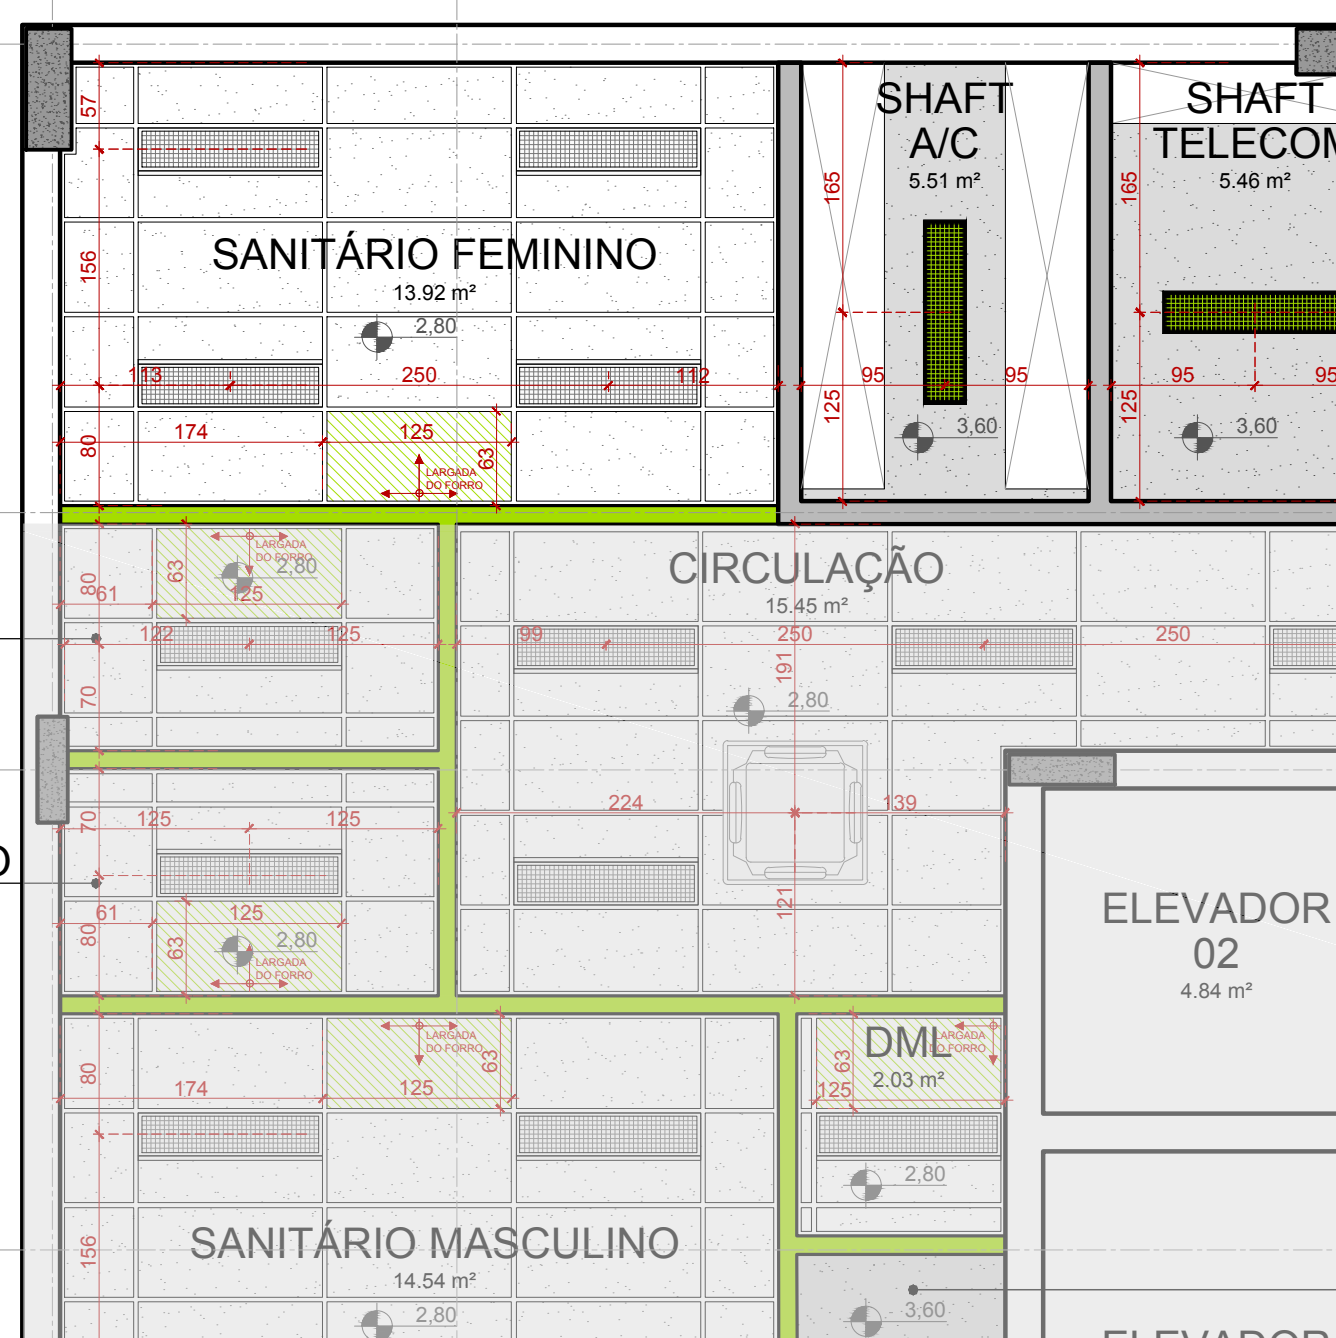 57
SHAFT
A/C
5.51 m²
SHAFT
TELECOM
5.46 m²
165
165
156
SANITÁRIO FEMININO
13.92 m²
2,80
113
250
112
95
95
95
95
125
125
3,60
3,60
80
174
125
63
LARGADA
DO FORRO
80
61
63
LARGADA
DO FORRO
2,80
125
CIRCULAÇÃO
15.45 m²
122
125
99
250
250
70
191
2,80
70
125
125
224
139
O
61
125
80
63
2,80
LARGADA
DO FORRO
121
ELEVADOR
02
4.84 m²
80
174
125
63
LARGADA
DO FORRO
63
DML
2.03 m²
LARGADA
DO FORRO
125
2,80
156
SANITÁRIO MASCULINO
14.54 m²
2,80
3,60
ELEVADOR